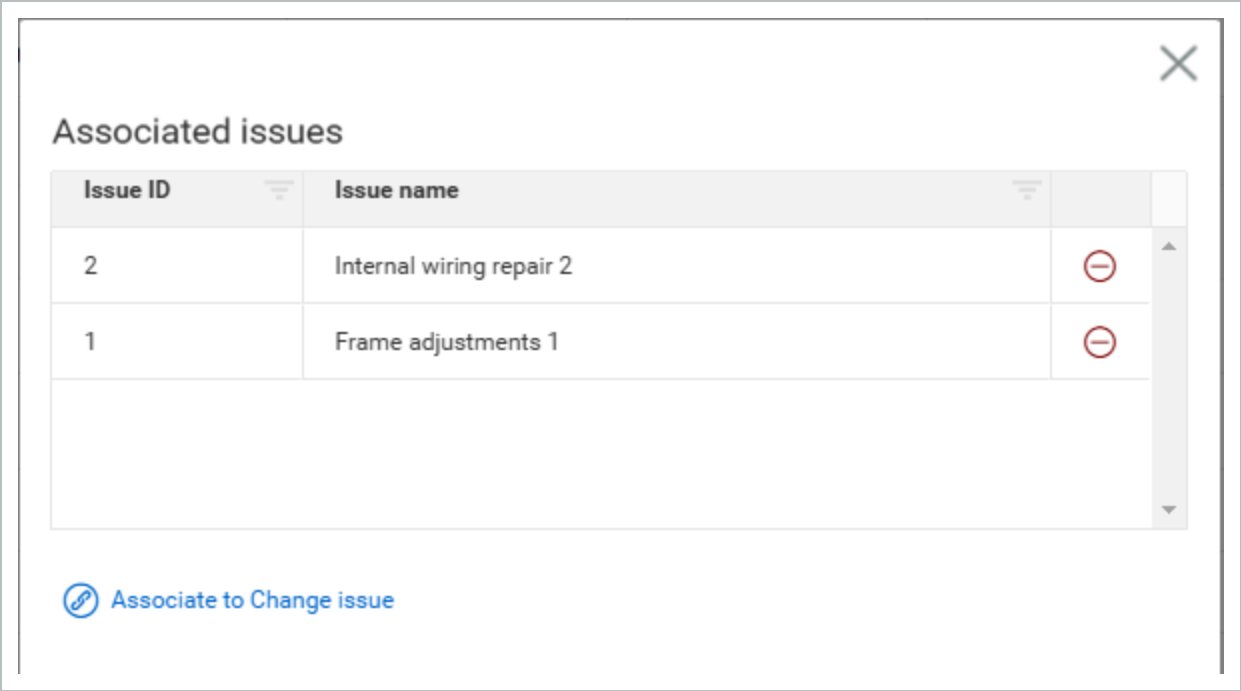 Associated issues
Issue ID Issue name
2 Internal wiring repair 2
1 Frame adjustments 1
Associate to Change issue